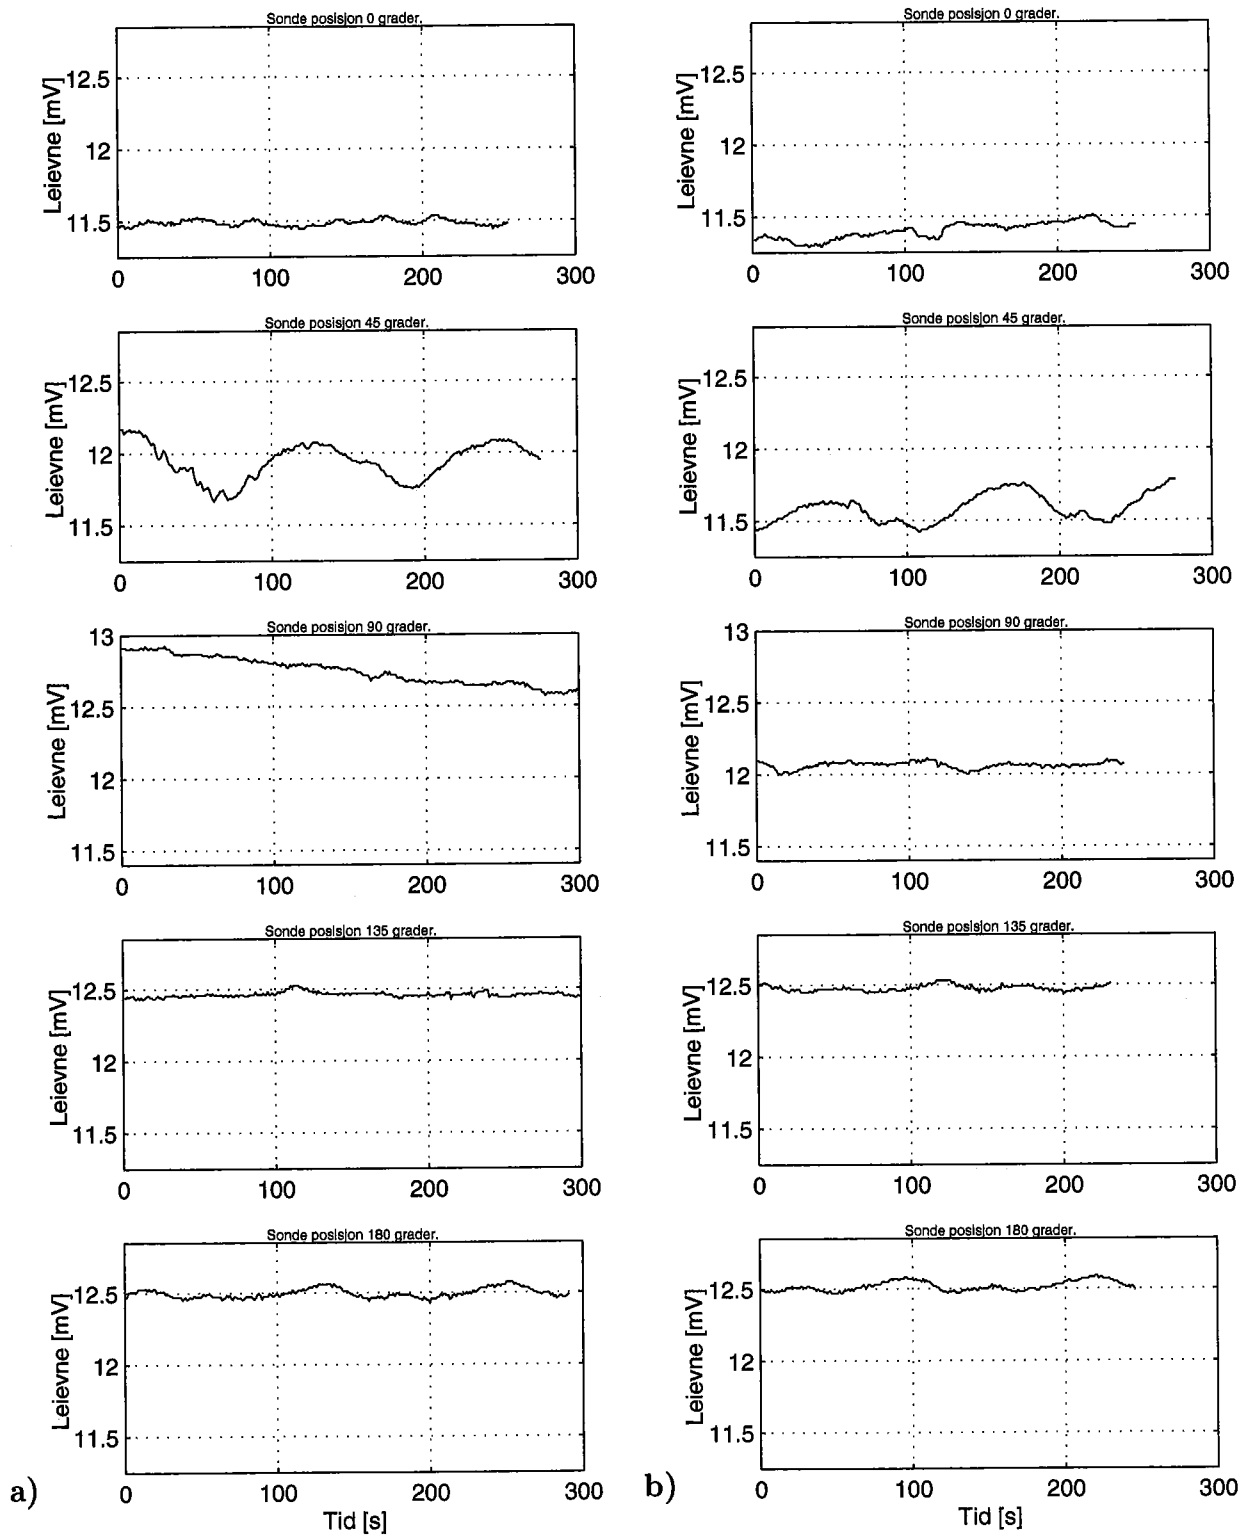 Sonde posisjon 0 grader.
12.5
12
11.5
Leievne [mV]
0 100 200 300
Sonde posisjon 45 grader.
12.5
12
11.5
Leievne [mV]
0 100 200 300
Sonde posisjon 90 grader.
13
12.5
12
11.5
Leievne [mV]
0 100 200 300
Sonde posisjon 135 grader.
12.5
12
11.5
Leievne [mV]
0 100 200 300
Sonde posisjon 180 grader.
12.5
12
11.5
Leievne [mV]
0 100 200 300
Tid [s]
a)
Sonde posisjon 0 grader.
12.5
12
11.5
Leievne [mV]
0 100 200 300
Sonde posisjon 45 grader.
12.5
12
11.5
Leievne [mV]
0 100 200 300
Sonde posisjon 90 grader.
13
12.5
12
11.5
Leievne [mV]
0 100 200 300
Sonde posisjon 135 grader.
12.5
12
11.5
Leievne [mV]
0 100 200 300
Sonde posisjon 180 grader.
12.5
12
11.5
Leievne [mV]
0 100 200 300
Tid [s]
b)